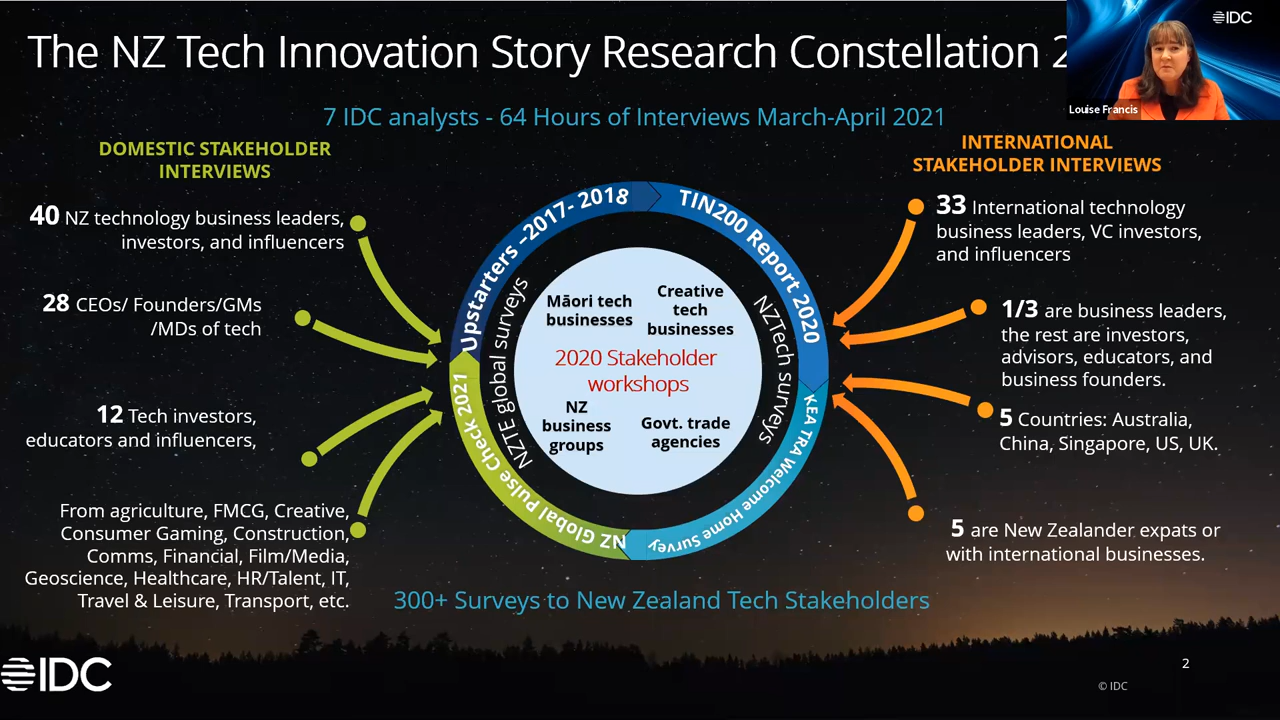 The NZ Tech Innovation Story Research Constellation 2
IDC
Louise Francis
7 IDC analysts - 64 Hours of Interviews March-April 2021
DOMESTIC STAKEHOLDER
INTERVIEWS
40 NZ technology business leaders,
investors, and influencers
28 CEOs/ Founders/GMs
/MDs of tech
12 Tech investors,
educators and influencers,
From agriculture, FMCG, Creative,
Consumer Gaming, Construction,
Comms, Financial, Film/Media,
Geoscience, Healthcare, HR/Talent, IT,
Travel & Leisure, Transport, etc.
Upstarters -2017- 2018
TIN200 Report 2020
KEA TRA Welcome Home Survey
NZ Global Pulse Check 2021
NZTE global surveys
NZTech surveys
Māori tech
businesses
Creative
tech
businesses
2020 Stakeholder
workshops
NZ
business
groups
Govt. trade
agencies
INTERNATIONAL
STAKEHOLDER INTERVIEWS
33 International technology
business leaders, VC investors,
and influencers
1/3 are business leaders,
the rest are investors,
advisors, educators, and
business founders.
5 Countries: Australia,
China, Singapore, US, UK.
5 are New Zealander expats or
with international businesses.
300+ Surveys to New Zealand Tech Stakeholders
IDC
2
© IDC